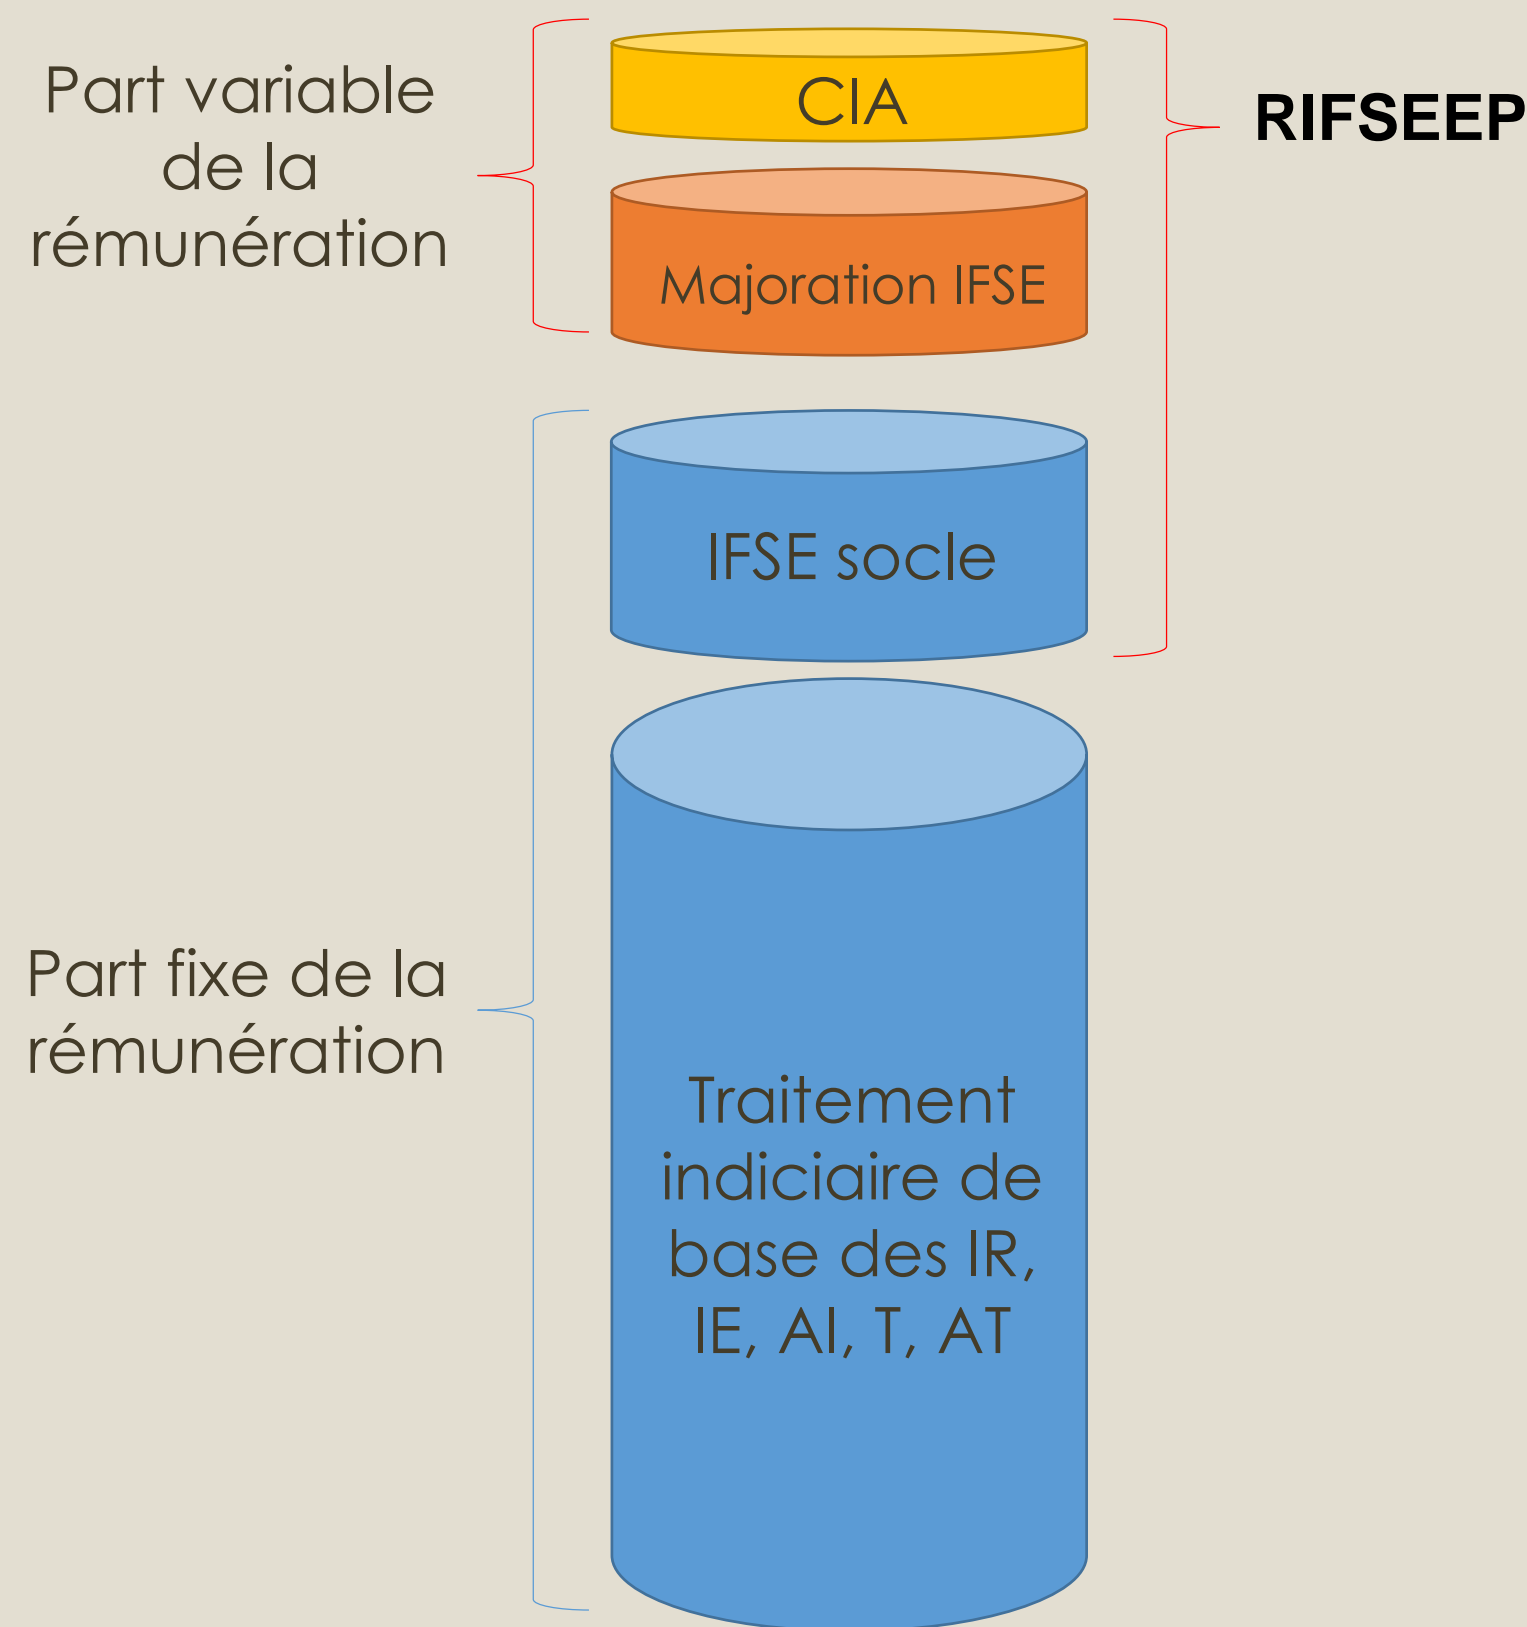 Part variable
de la
rémunération
CIA
RIFSEEP
Majoration IFSE
IFSE socle
Part fixe de la
rémunération
Traitement
indiciaire de
base des IR,
IE, AI, T, AT